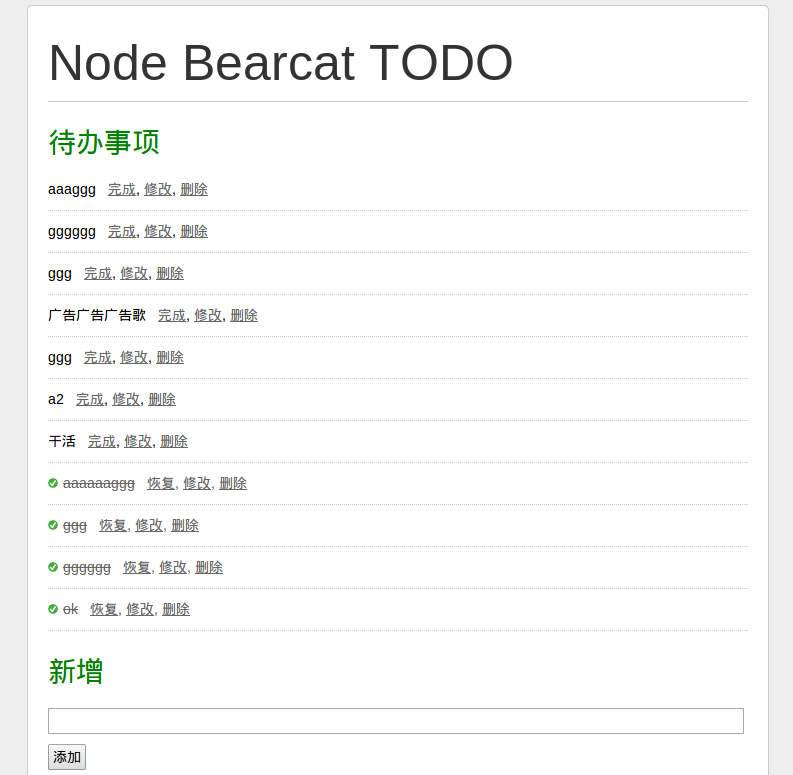 Node Bearcat TODO
待办事项
aaaggg 完成, 修改, 删除
gggggg 完成, 修改, 删除
ggg 完成, 修改, 删除
广告广告广告歌 完成, 修改, 删除
ggg 完成, 修改, 删除
a2 完成, 修改, 删除
干活 完成, 修改, 删除
aaaaaaggg 恢复, 修改, 删除
ggg 恢复, 修改, 删除
gggggg 恢复, 修改, 删除
ok 恢复, 修改, 删除
新增
添加